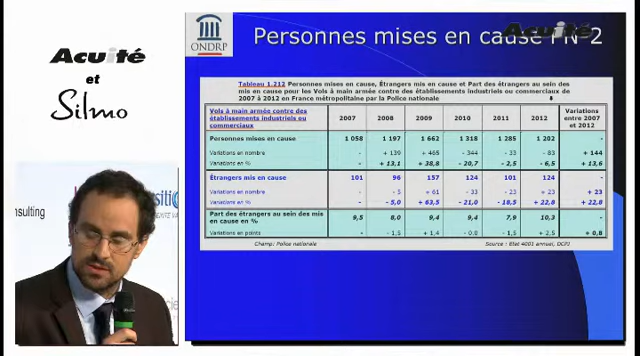 Acuité
et
Silmo
onsulting
ONDRP
Personnes mises en cause PN 2
Acuité
Tableau 1.212 Personnes mises en cause, Étrangers mis en cause et Part des étrangers au sein des
mis en cause pour les Vols à main armée contre des établissements industriels ou commerciaux de
2007 à 2012 en France métropolitaine par la Police nationale
Vols à main armée contre des établissements industriels ou commerciaux 2007 2008 2009 2010 2011 2012 Variations entre 2007 et 2012
Personnes mises en cause 1 058 1 197 1 662 1 318 1 285 1 202 -
Variations en nombre - + 139 + 465 - 344 - 33 - 83 + 144
Variations en % - + 13,1 + 38,8 - 20,7 - 2,5 - 6,5 + 13,6
Étrangers mis en cause 101 96 157 124 101 124 -
Variations en nombre - - 5 + 61 - 33 - 23 + 23 + 23
Variations en % - - 5,0 + 63,5 - 21,0 - 18,5 + 22,8 + 22,8
Part des étrangers au sein des mis en cause en % 9,5 8,0 9,4 9,4 7,9 10,3 -
Variations en points - - 1,5 + 1,4 - 0,0 - 1,5 + 2,5 + 0,8
Champ: Police nationale
Source : Etat 4001 annuel, DCPJ